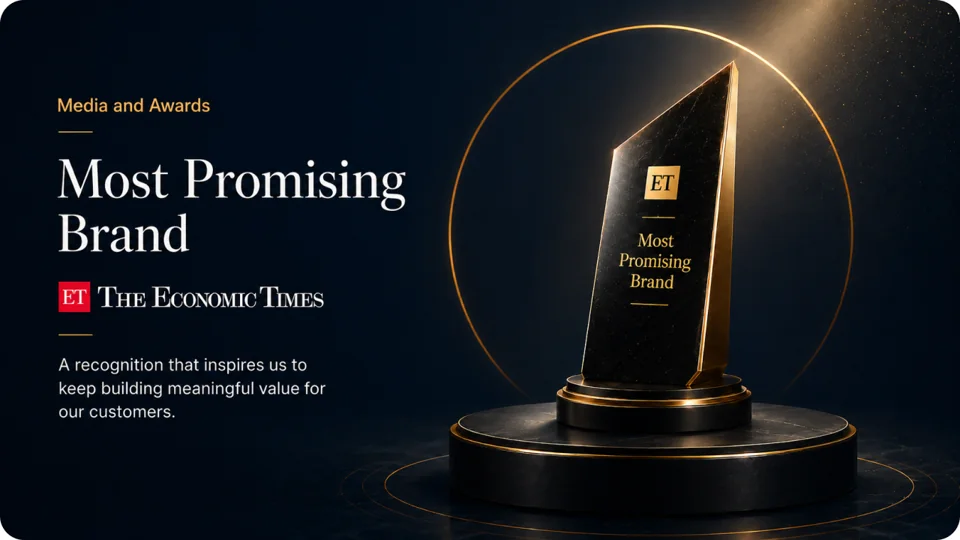 Media and Awards
Most Promising
Brand
ET THE ECONOMIC TIMES
A recognition that inspires us to
keep building meaningful value for
our customers.
ET
Most
Promising
Brand